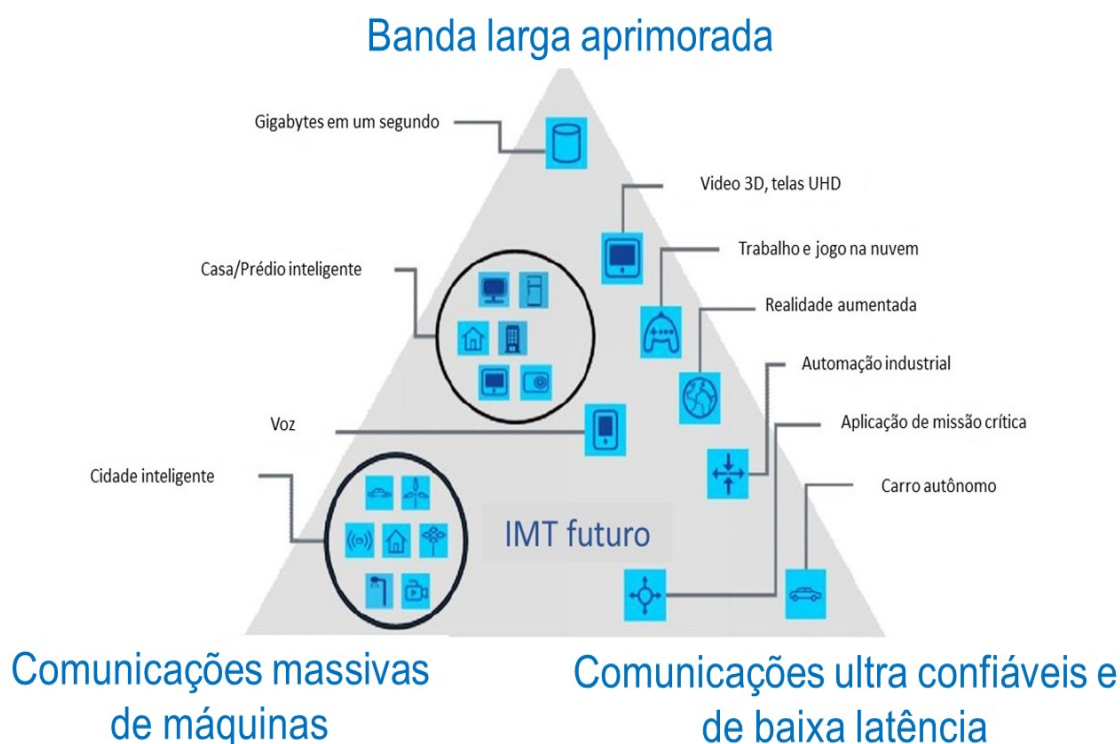 Banda larga aprimorada
Gigabytes em um segundo
Video 3D, telas UHD
Trabalho e jogo na nuvem
Casa/Prédio inteligente
Realidade aumentada
Automação industrial
Voz
Aplicação de missão crítica
Cidade inteligente
Carro autônomo
IMT futuro
Comunicações massivas
de máquinas
Comunicações ultra confiáveis e
de baixa latência